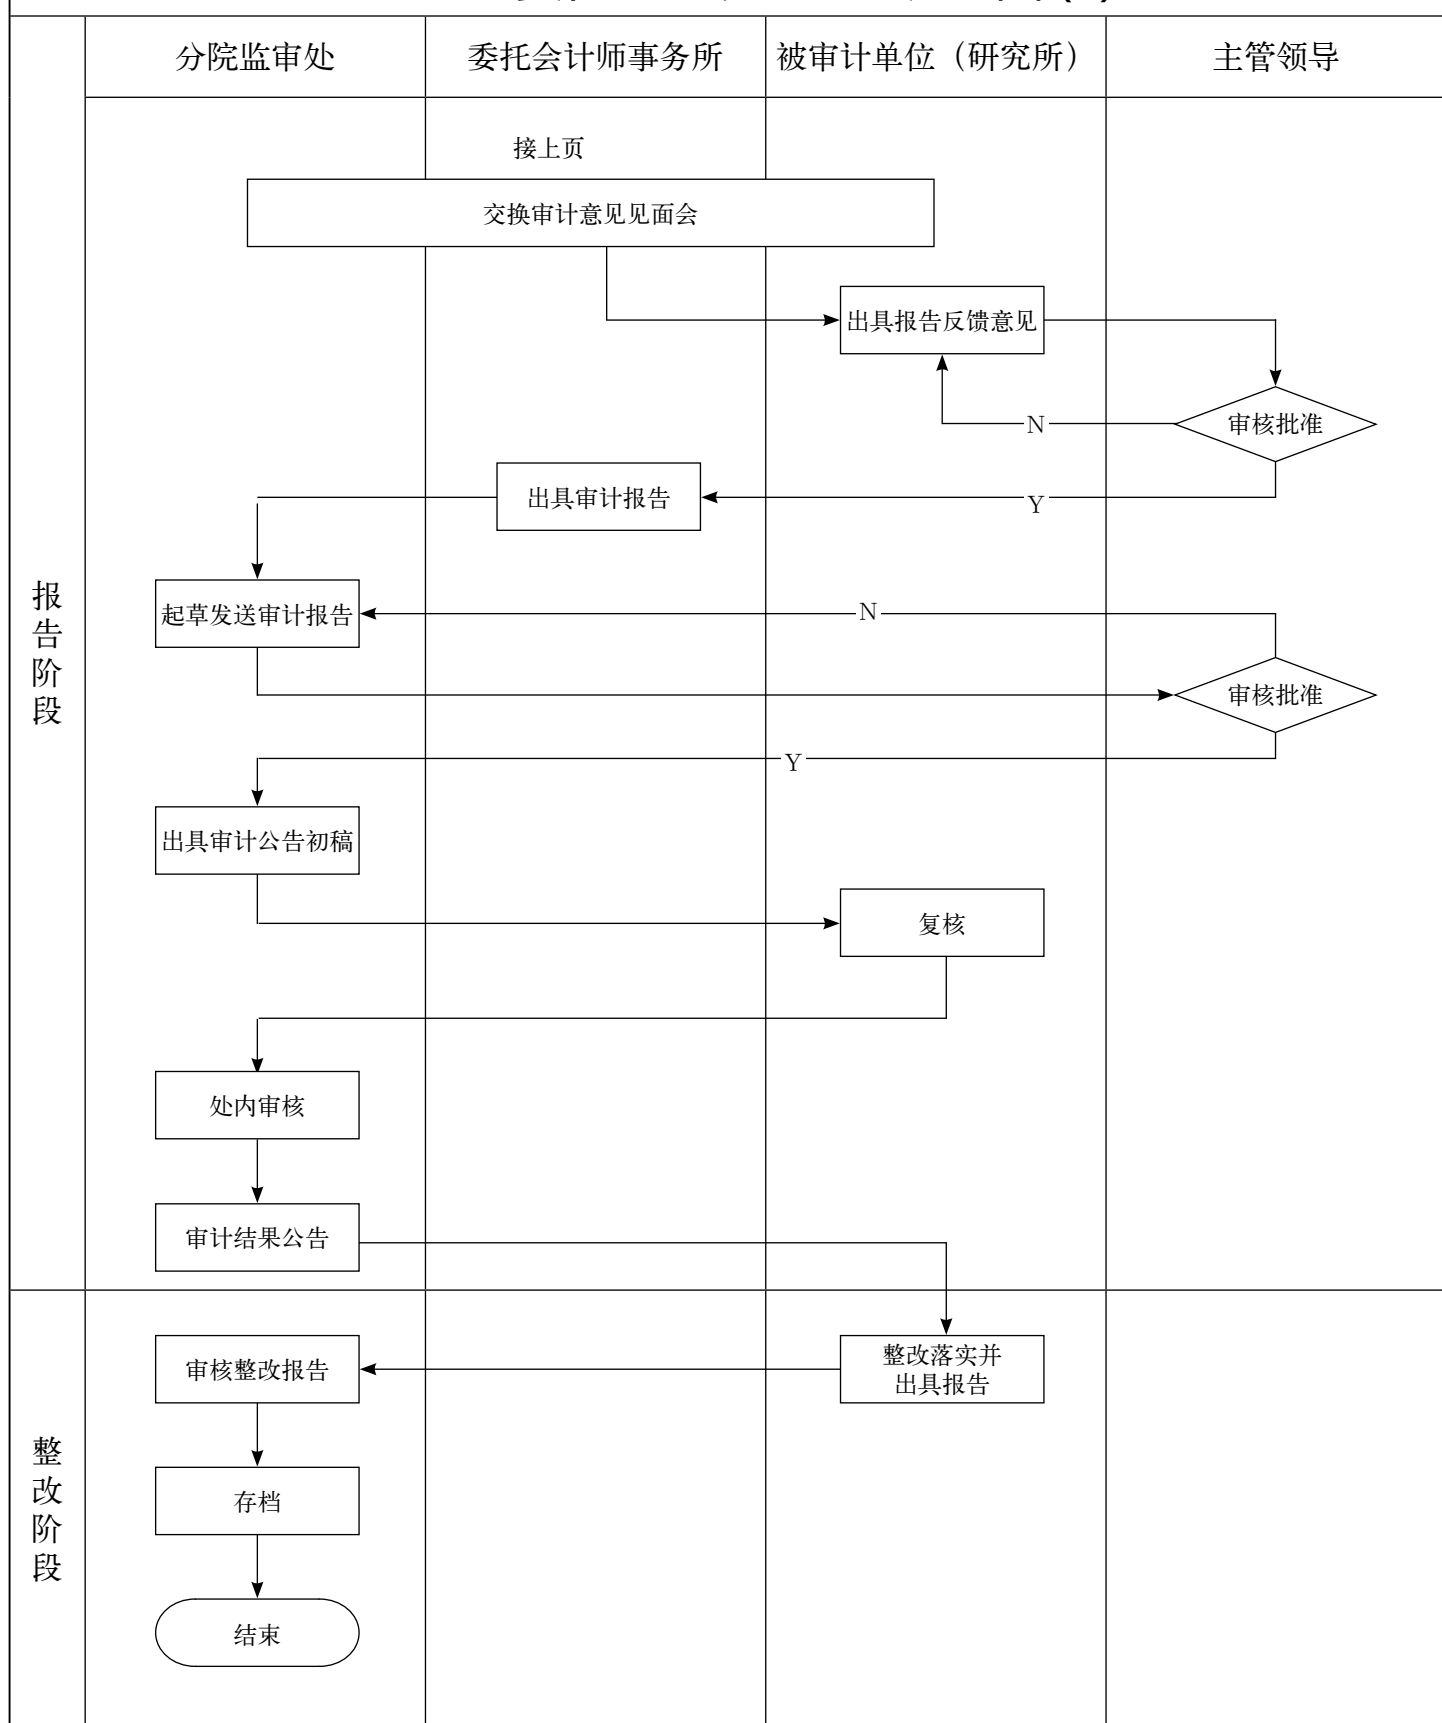 分院监审处
委托会计师事务所
被审计单位（研究所）
主管领导
接上页
交换审计意见见面会
出具报告反馈意见
审核批准
N
出具审计报告
Y
报告阶段
起草发送审计报告
N
审核批准
Y
出具审计公告初稿
复核
处内审核
审计结果公告
整改阶段
审核整改报告
整改落实并
出具报告
存档
结束